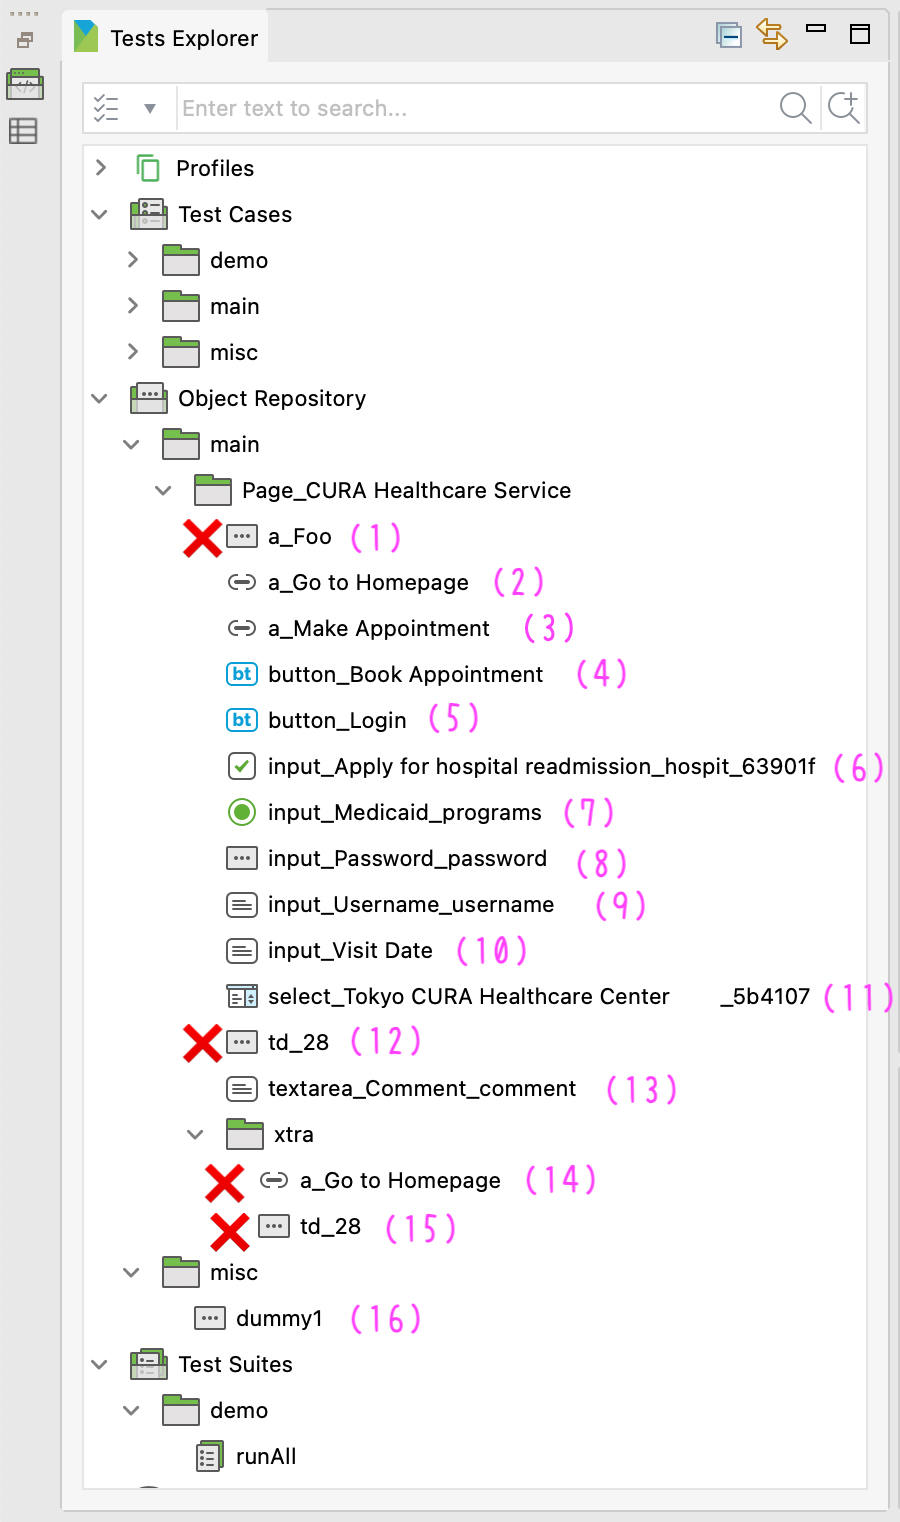 Tests Explorer
Enter text to search...
Profiles
Test Cases
demo
main
misc
Object Repository
main
Page_CURA Healthcare Service
a_Foo (1)
a_Go to Homepage (2)
a_Make Appointment (3)
bt button_Book Appointment (4)
bt button_Login (5)
input_Apply for hospital readmission_hospit_63901f (6)
input_Medicaid_programs (7)
input_Password_password (8)
input_Username_username (9)
input_Visit Date (10)
select_Tokyo CURA Healthcare Center _5b4107 (11)
td_28 (12)
textarea_Comment_comment (13)
xtra
a_Go to Homepage (14)
td_28 (15)
misc
dummy1 (16)
Test Suites
demo
runAll